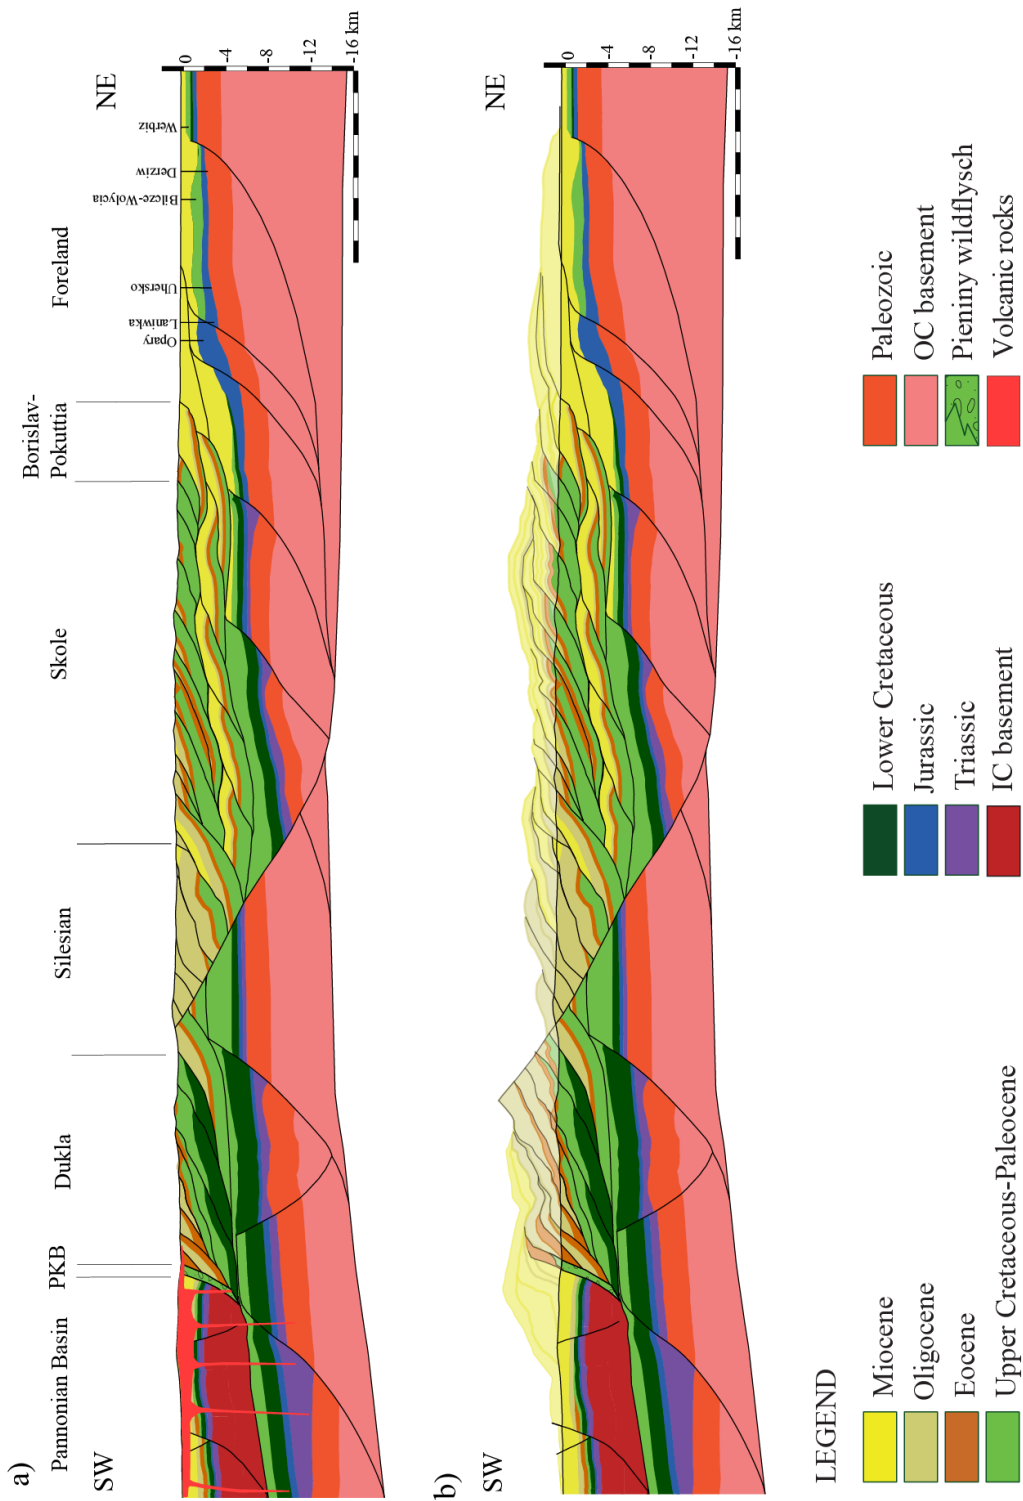 a)
Pannonian Basin
PKB
Dukla
Silesian
Skole
Borislav-
Pokuttia
Foreland
SW
NE
Opary
Laniwka
Uhersko
Bilcze-Wolycia
Derziw
Werbiz
0
-4
-8
-12
-16 km
b)
SW
NE
0
-4
-8
-12
-16 km
LEGEND
Miocene
Oligocene
Eocene
Upper Cretaceous-Paleocene
Lower Cretaceous
Jurassic
Triassic
IC basement
Paleozoic
OC basement
Pieniny wildflysch
Volcanic rocks